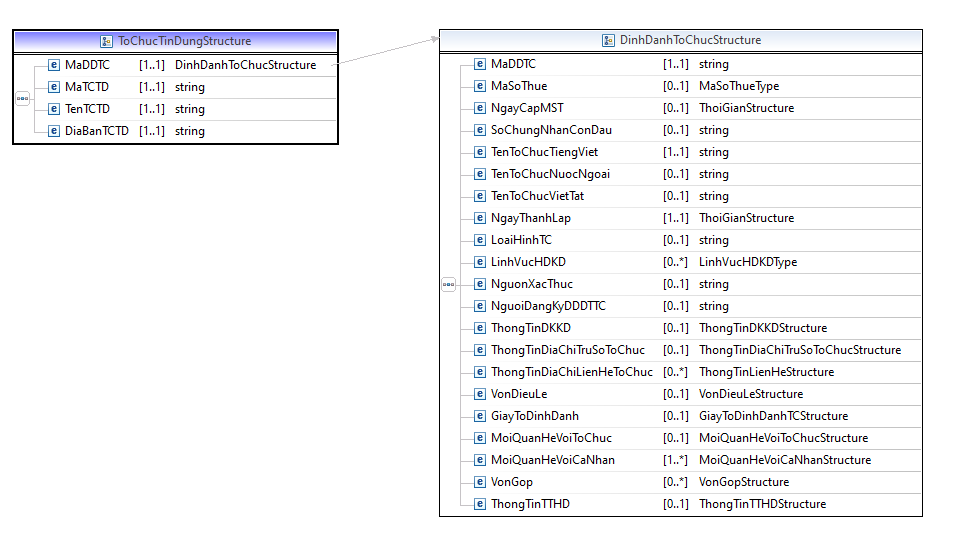 ToChucTinDungStructure
e MaDDTC [1..1] DinhDanhToChucStructure
e MaTCTD [1..1] string
e TenTCTD [1..1] string
e DiaBanTCTD [1..1] string
DinhDanhToChucStructure
e MaDDTC [1..1] string
e MaSoThue [0..1] MaSoThueType
e NgayCapMST [0..1] ThoiGianStructure
e SoChungNhanConDau [0..1] string
e TenToChucTiengViet [1..1] string
e TenToChucNuocNgoai [0..1] string
e TenToChucVietTat [0..1] string
e NgayThanhLap [1..1] ThoiGianStructure
e LoaiHinhTC [0..1] string
e LinhVucHDKD [0..*] LinhVucHDKDType
e NguonXacThuc [0..1] string
e NguoiDangKyDDDTTC [0..1] string
e ThongTinDKKD [0..1] ThongTinDKKDStructure
e ThongTinDiaChiTruSoToChuc [0..1] ThongTinDiaChiTruSoToChucStructure
e ThongTinDiaChiLienHeToChuc [0..*] ThongTinLienHeStructure
e VonDieuLe [0..1] VonDieuLeStructure
e GiayToDinhDanh [0..1] GiayToDinhDanhTCStructure
e MoiQuanHeVoiToChuc [0..1] MoiQuanHeVoiToChucStructure
e MoiQuanHeVoiCaNhan [1..*] MoiQuanHeVoiCaNhanStructure
e VonGop [0..*] VonGopStructure
e ThongTinTTHD [0..1] ThongTinTTHDStructure